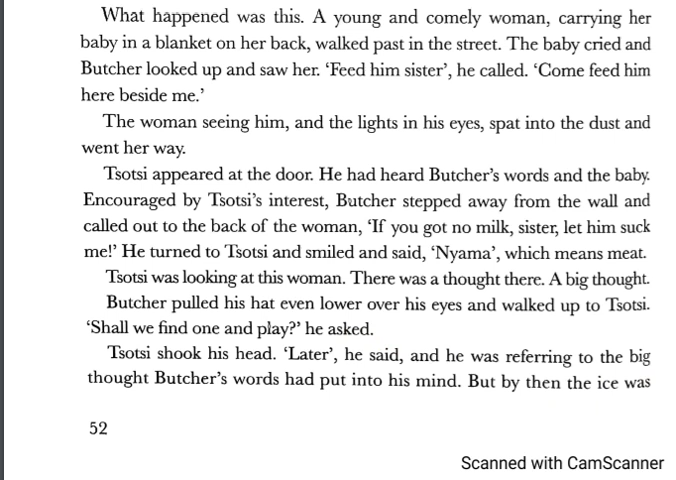 What happened was this. A young and comely woman, carrying her
baby in a blanket on her back, walked past in the street. The baby cried and
Butcher looked up and saw her. ‘Feed him sister’, he called. ‘Come feed him
here beside me.’
The woman seeing him, and the lights in his eyes, spat into the dust and
went her way.
Tsotsi appeared at the door. He had heard Butcher’s words and the baby.
Encouraged by Tsotsi’s interest, Butcher stepped away from the wall and
called out to the back of the woman, ‘If you got no milk, sister, let him suck
me!’ He turned to Tsotsi and smiled and said, ‘Nyama’, which means meat.
Tsotsi was looking at this woman. There was a thought there. A big thought.
Butcher pulled his hat even lower over his eyes and walked up to Tsotsi.
‘Shall we find one and play?’ he asked.
Tsotsi shook his head. ‘Later’, he said, and he was referring to the big
thought Butcher’s words had put into his mind. But by then the ice was
52
Scanned with CamScanner